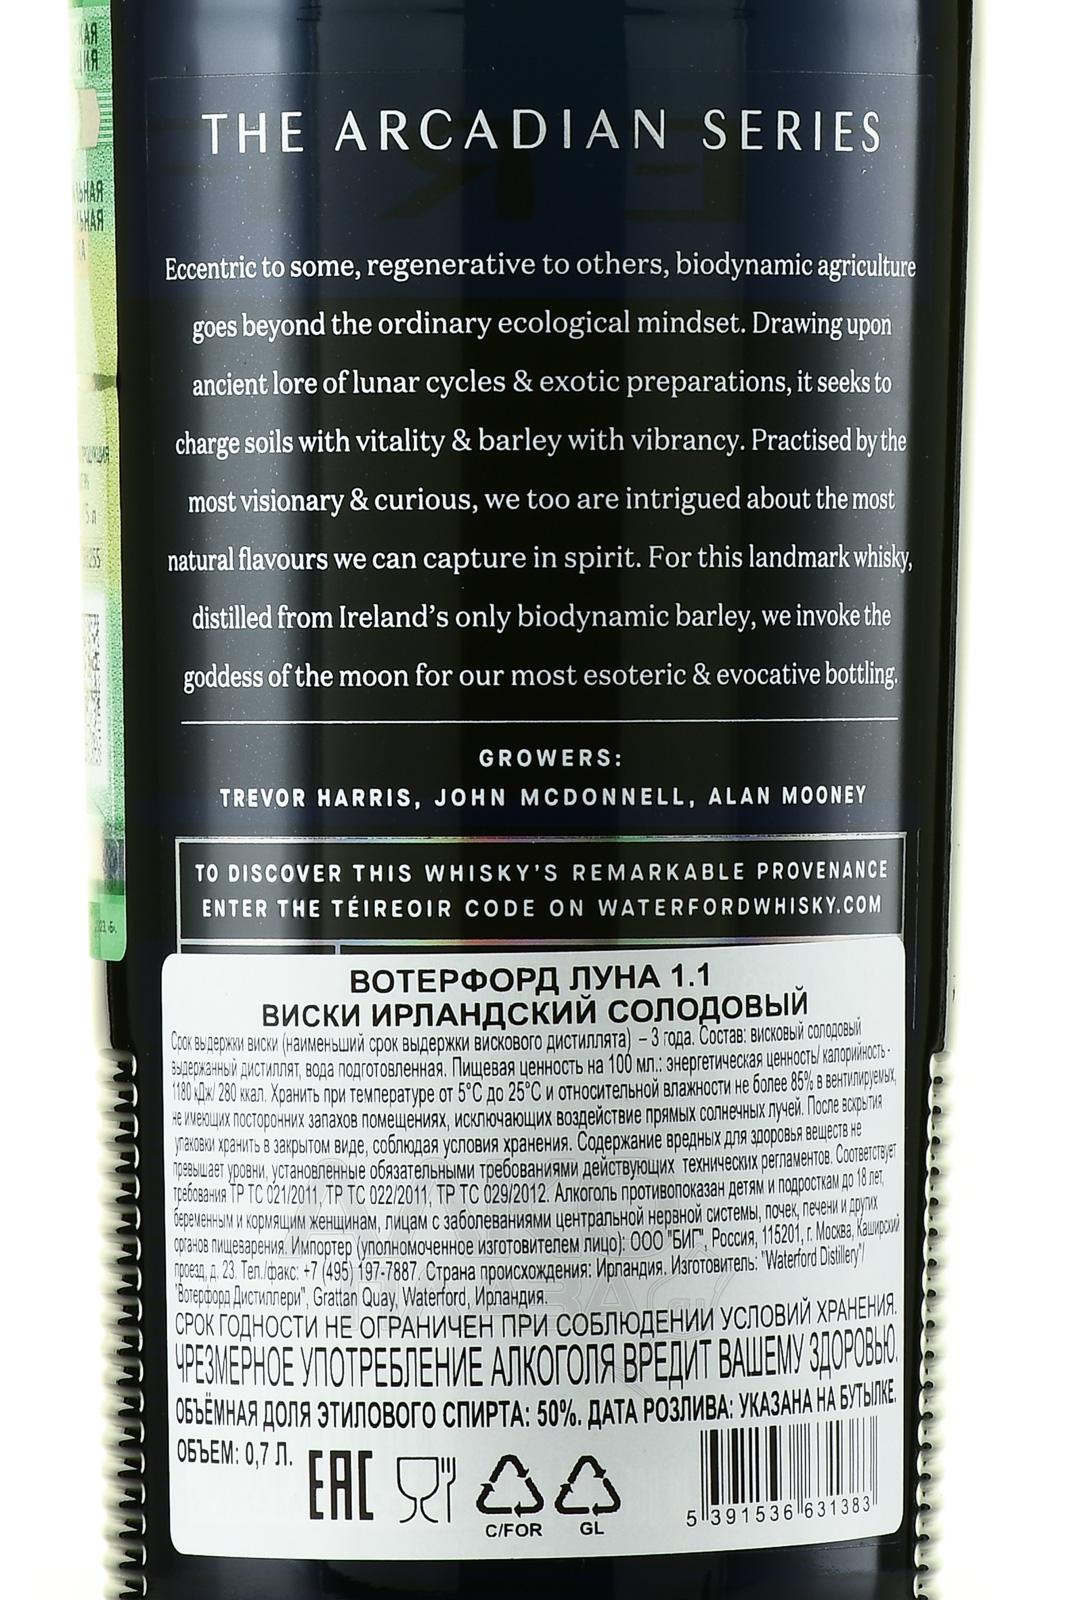 THE ARCADIAN SERIES
Eccentric to some, regenerative to others, biodynamic agriculture
goes beyond the ordinary ecological mindset. Drawing upon
ancient lore of lunar cycles & exotic preparations, it seeks to
charge soils with vitality & barley with vibrancy. Practised by the
most visionary & curious, we too are intrigued about the most
natural flavours we can capture in spirit. For this landmark whisky,
distilled from Ireland's only biodynamic barley, we invoke the
goddess of the moon for our most esoteric & evocative bottling.
GROWERS:
TREVOR HARRIS, JOHN MCDONNELL, ALAN MOONEY
TO DISCOVER THIS WHISKY'S REMARKABLE PROVENANCE
ENTER THE TÉIREOIR CODE ON WATERFORDWHISKY.COM
ВОТЕРФОРД ЛУНА 1.1
ВИСКИ ИРЛАНДСКИЙ СОЛОДОВЫЙ
Срок выдержки виски (наименьший срок выдержки вискового дистиллята) – 3 года. Состав: висковый солодовый
выдержанный дистиллят, вода подготовленная. Пищевая ценность на 100 мл.: энергетическая ценность/ калорийность -
1180 кДж/ 280 ккал. Хранить при температуре от 5°С до 25°С и относительной влажности не более 85% в вентилируемых,
не имеющих посторонних запахов помещениях, исключающих воздействие прямых солнечных лучей. После вскрытия
упаковки хранить в закрытом виде, соблюдая условия хранения. Содержание вредных для здоровья веществ не
превышает уровни, установленные обязательными требованиями действующих технических регламентов. Соответствует
требования ТР ТС 021/2011, ТР ТС 022/2011, ТР ТС 029/2012. Алкоголь противопоказан детям и подросткам до 18 лет,
беременным и кормящим женщинам, лицам с заболеваниями центральной нервной системы, почек, печени и других
органов пищеварения. Импортер (уполномоченное изготовителем лицо): ООО "БИГ", Россия, 115201, г. Москва, Каширский
проезд, д. 23. Тел./факс: +7 (495) 197-7887. Страна происхождения: Ирландия. Изготовитель: "Waterford Distillery"/
"Вотерфорд Дистиллери", Grattan Quay, Waterford, Ирландия.
СРОК ГОДНОСТИ НЕ ОГРАНИЧЕН ПРИ СОБЛЮДЕНИИ УСЛОВИЙ ХРАНЕНИЯ.
ЧРЕЗМЕРНОЕ УПОТРЕБЛЕНИЕ АЛКОГОЛЯ ВРЕДИТ ВАШЕМУ ЗДОРОВЬЮ.
ОБЪЁМНАЯ ДОЛЯ ЭТИЛОВОГО СПИРТА: 50%. ДАТА РОЗЛИВА: УКАЗАНА НА БУТЫЛКЕ.
ОБЪЕМ: 0,7 Л.
EAC
C/FOR
GL
5 391536 631383